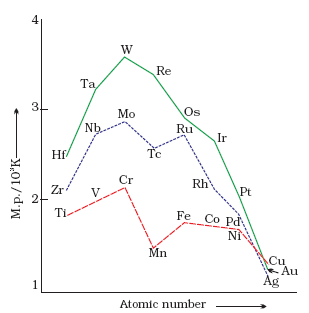 4
W
Ta
Re
3
Os
Mo
Nb
Ru
Ir
Hf
Tc
Cr
Rh
Zr
V
Pt
2
Ti
Fe
Co
Pd
Ni
Mn
Cu
Au
Ag
1
M.p./10³K
Atomic number